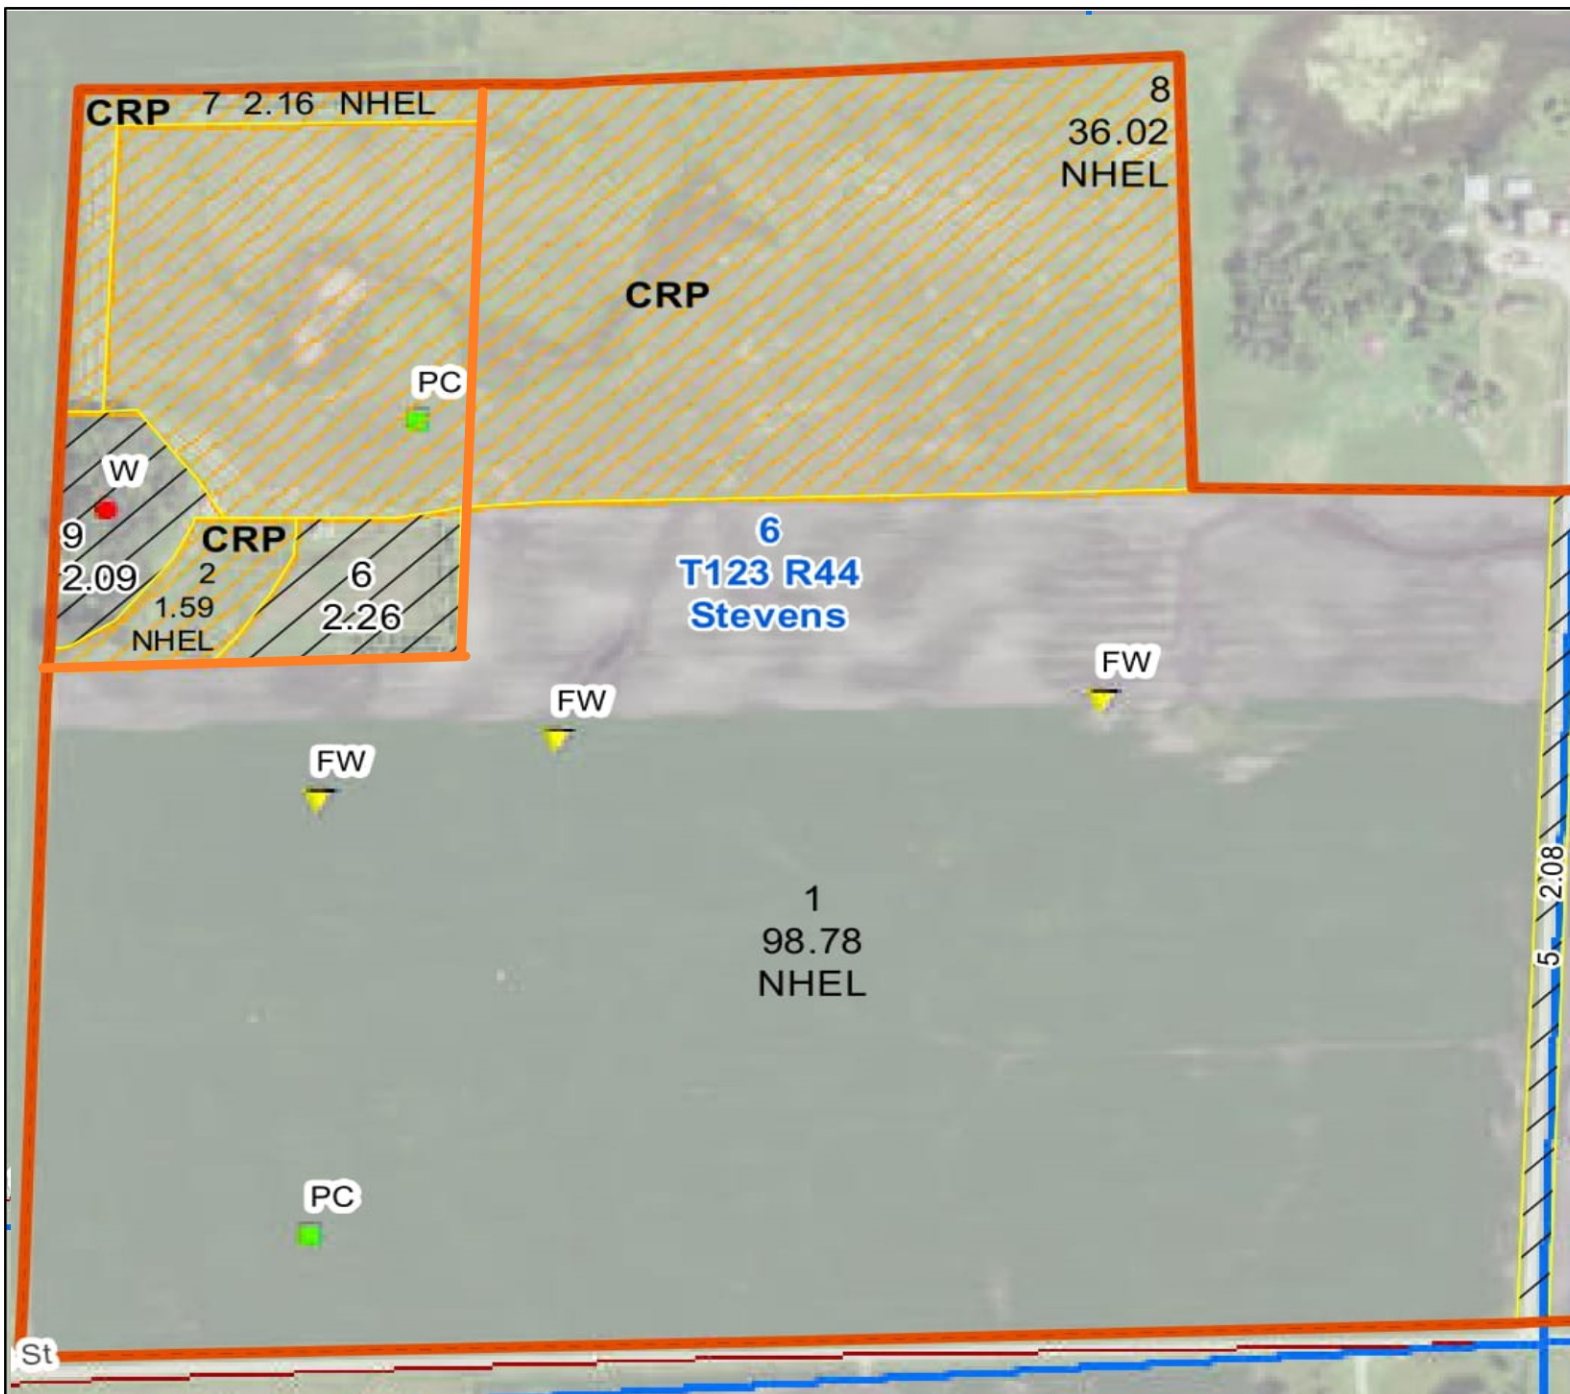 CRP 7 2.16 NHEL
8
36.02
NHEL
CRP
PC
W
9
2.09
CRP
2
1.59
NHEL
6
2.26
6
T123 R44
Stevens
FW
FW
FW
1
98.78
NHEL
5
2.08
PC
St